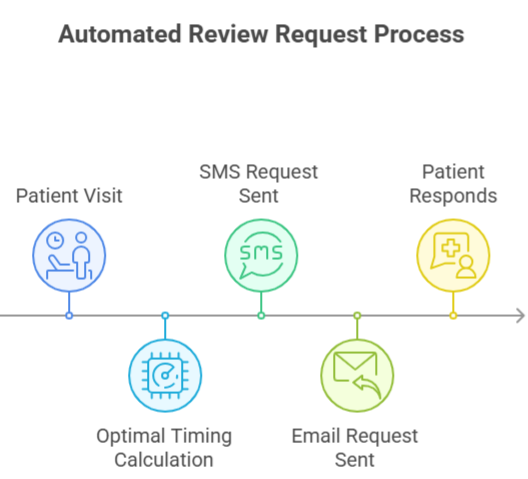 Automated Review Request Process
Patient Visit
SMS Request
Sent
Patient
Responds
SMS
Optimal Timing
Calculation
Email Request
Sent